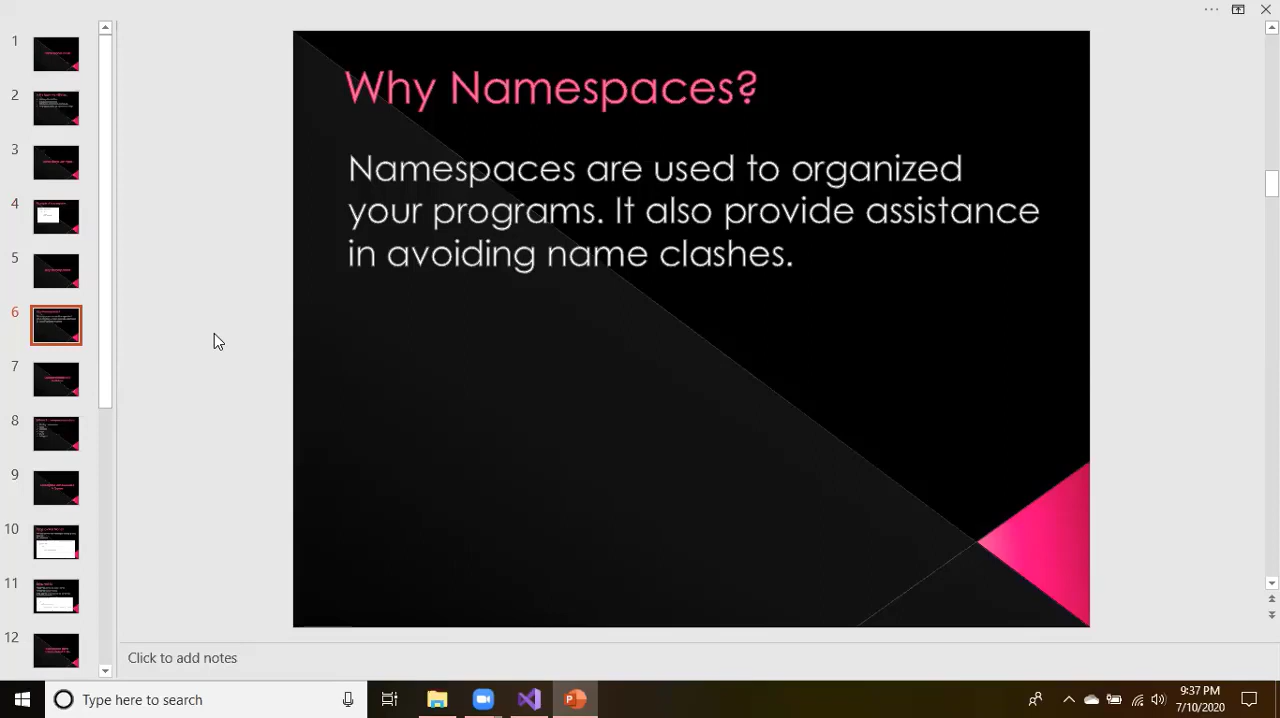 Why Namespaces?
Namespaces are used to organized
your programs. It also provide assistance
in avoiding name clashes.
1
2
3
4
5
6
7
8
9
10
11
12
Click to add notes
Type here to search
9:37 PM
7/10/2020